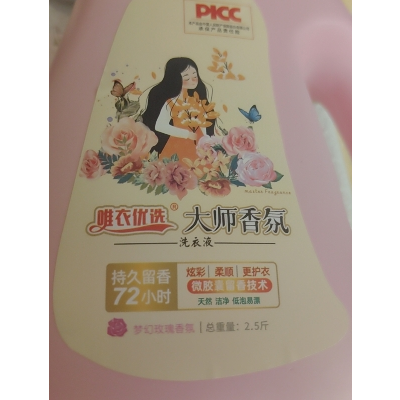 PICC
唯衣优选®
大师香氛
洗衣液
Master Fragrance
持久留香
72小时
炫彩 | 柔顺 | 更护衣
微胶囊留香技术
天然 洁净 低泡易漂
梦幻玫瑰香氛 | 总重量：2.5斤